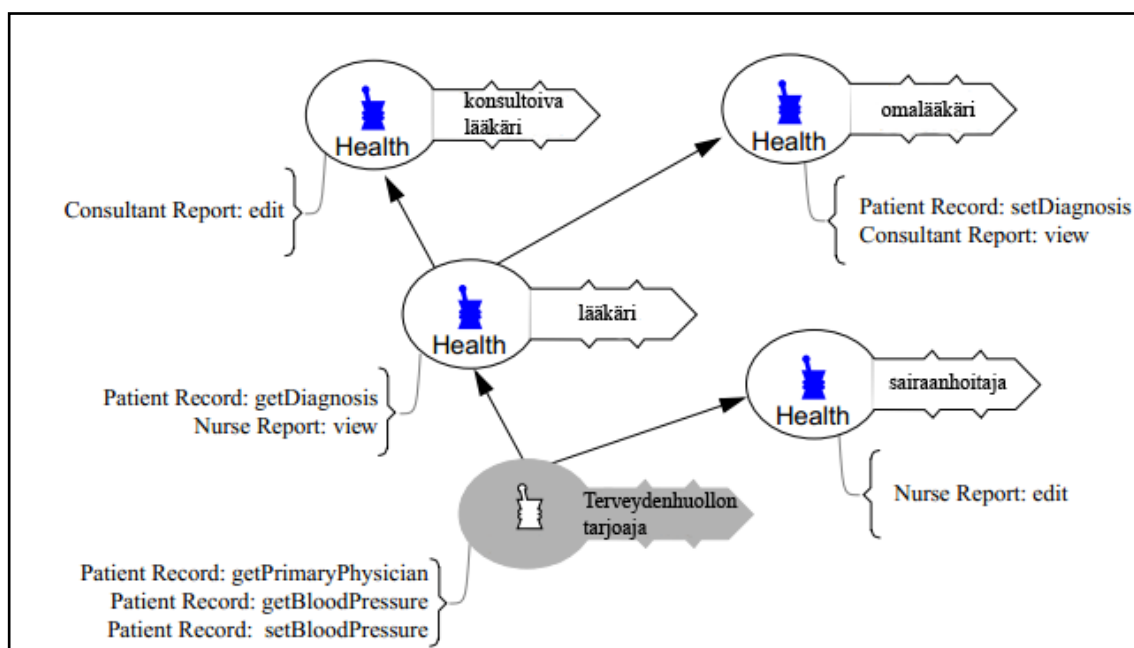 konsultoiva
lääkäri
Health
omalääkäri
Health
Consultant Report: edit
Patient Record: setDiagnosis
Consultant Report: view
lääkäri
Health
Patient Record: getDiagnosis
Nurse Report: view
sairaanhoitaja
Health
Terveydenhuollon
tarjoaja
Nurse Report: edit
Patient Record: getPrimaryPhysician
Patient Record: getBloodPressure
Patient Record: setBloodPressure